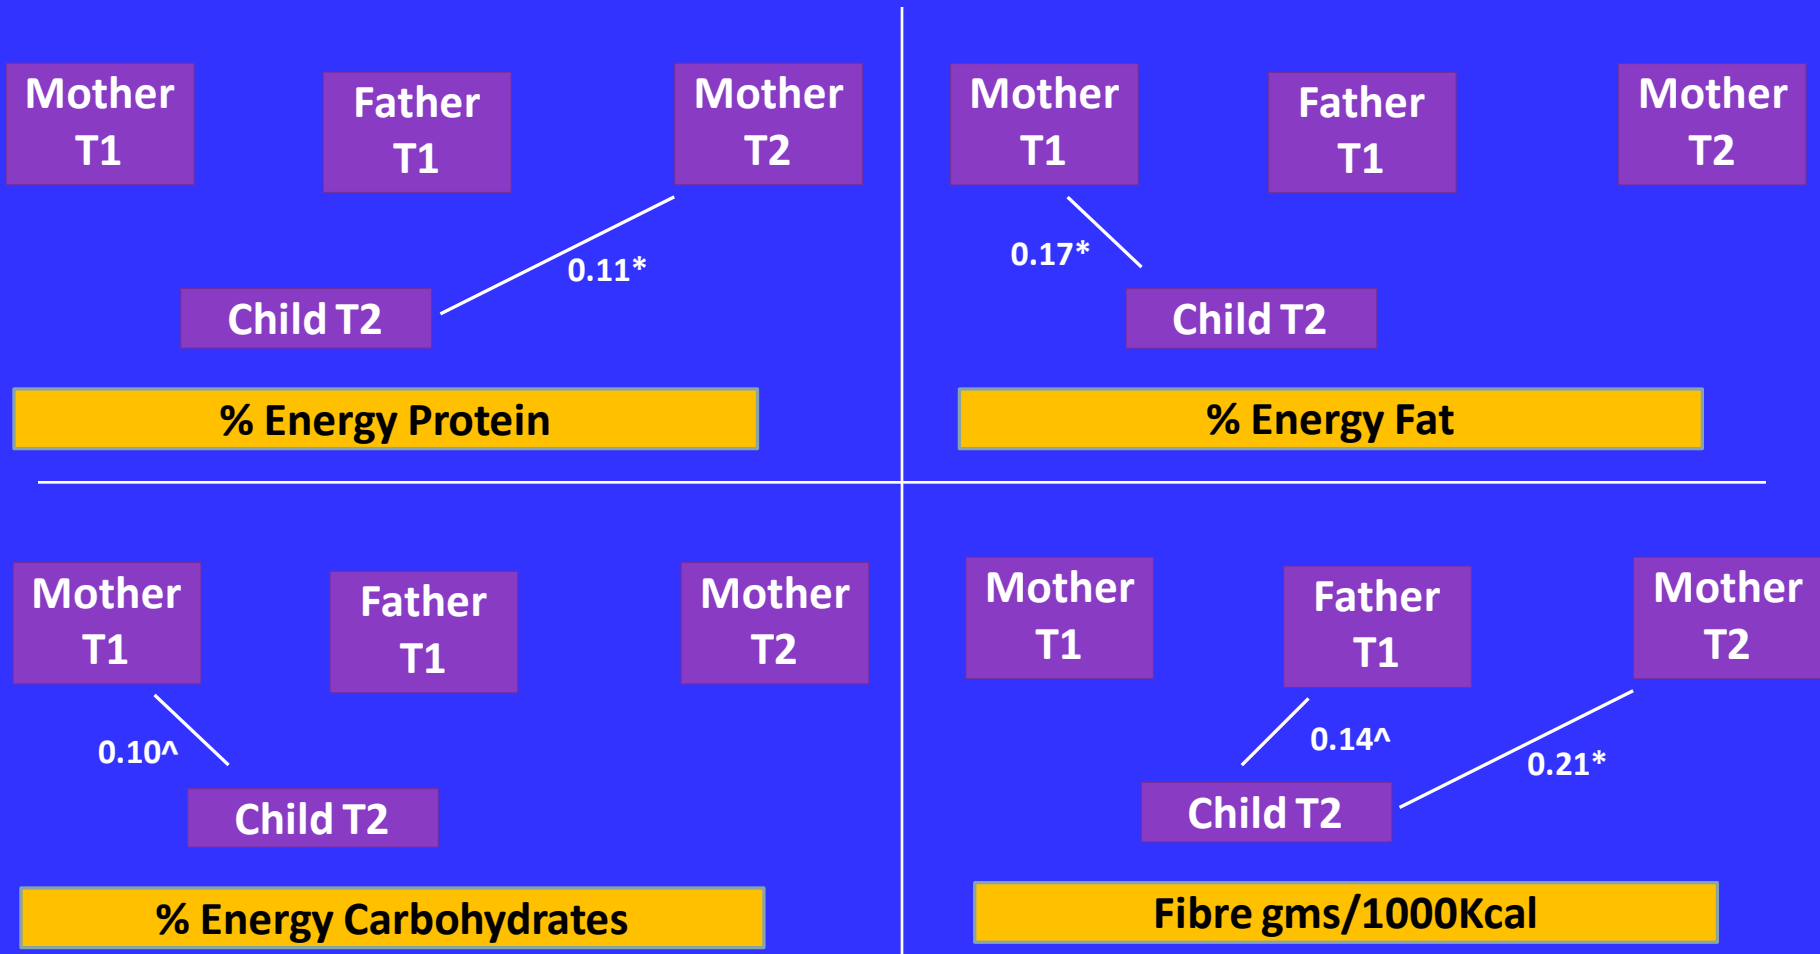 Mother
T1
Father
T1
Mother
T2
0.11*
Child T2
% Energy Protein
Mother
T1
Father
T1
Mother
T2
0.17*
Child T2
% Energy Fat
Mother
T1
Father
T1
Mother
T2
0.10^
Child T2
% Energy Carbohydrates
Mother
T1
Father
T1
Mother
T2
0.14^
0.21*
Child T2
Fibre gms/1000Kcal